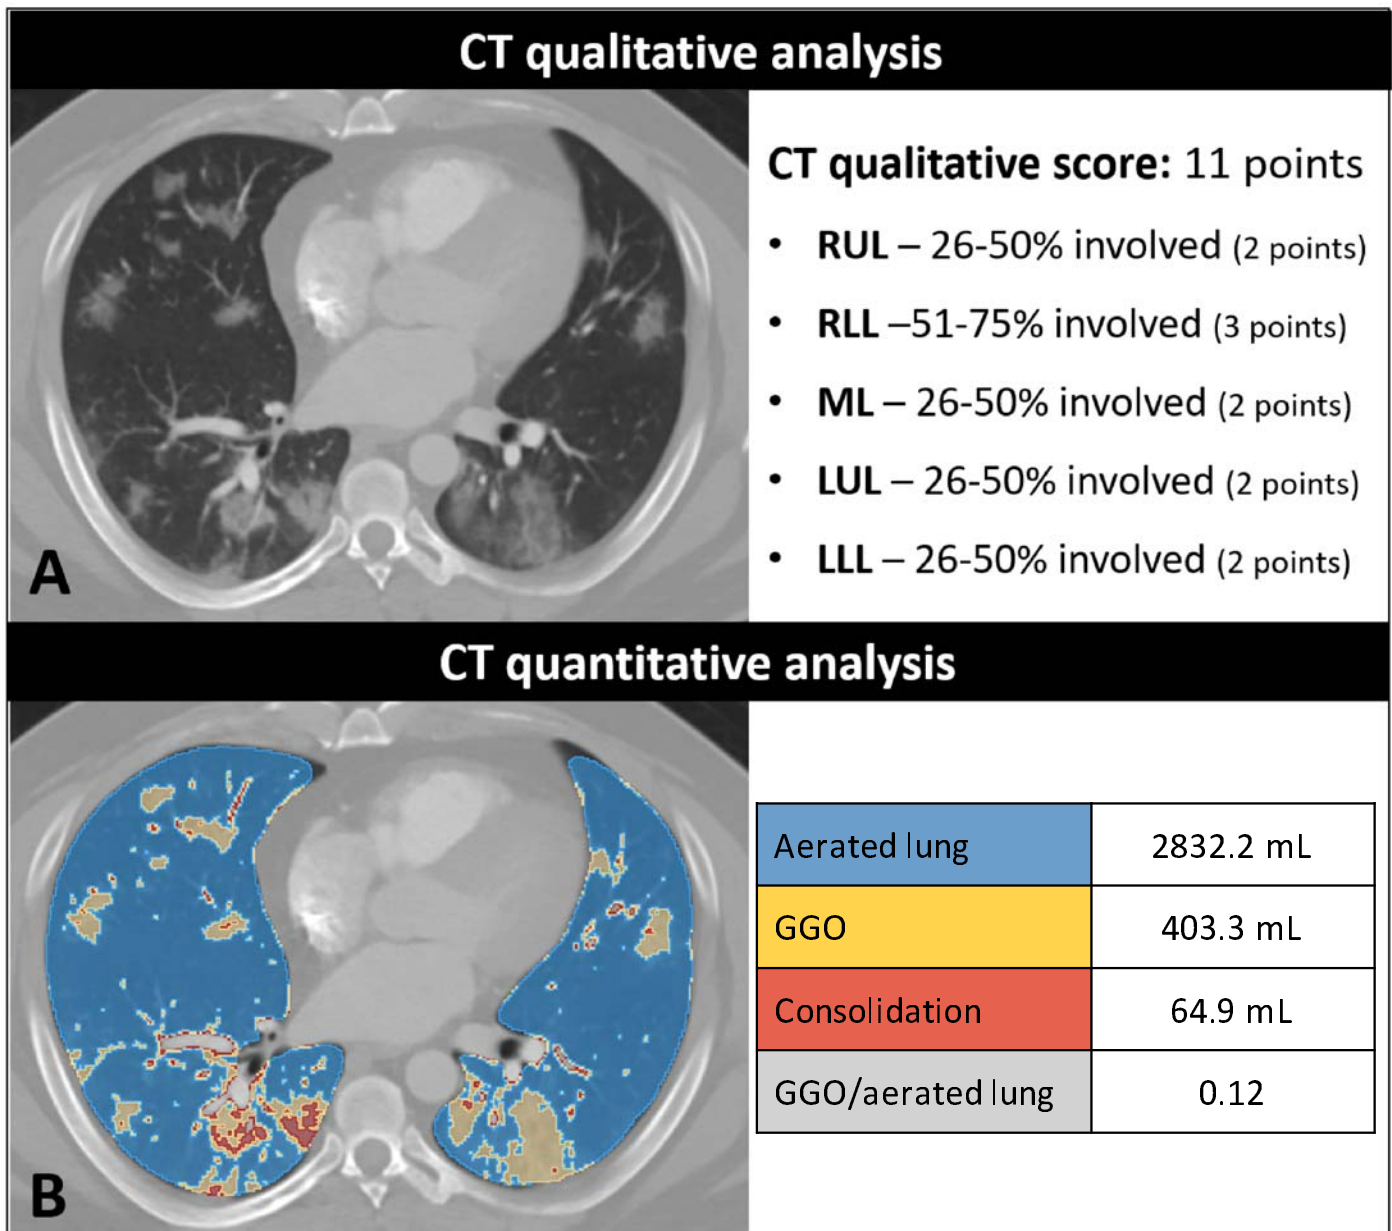 CT qualitative analysis
CT qualitative score: 11 points
• RUL – 26-50% involved (2 points)
• RLL –51-75% involved (3 points)
• ML – 26-50% involved (2 points)
• LUL – 26-50% involved (2 points)
• LLL – 26-50% involved (2 points)
A
CT quantitative analysis
Aerated lung 2832.2 mL
GGO 403.3 mL
Consolidation 64.9 mL
GGO/aerated lung 0.12
B